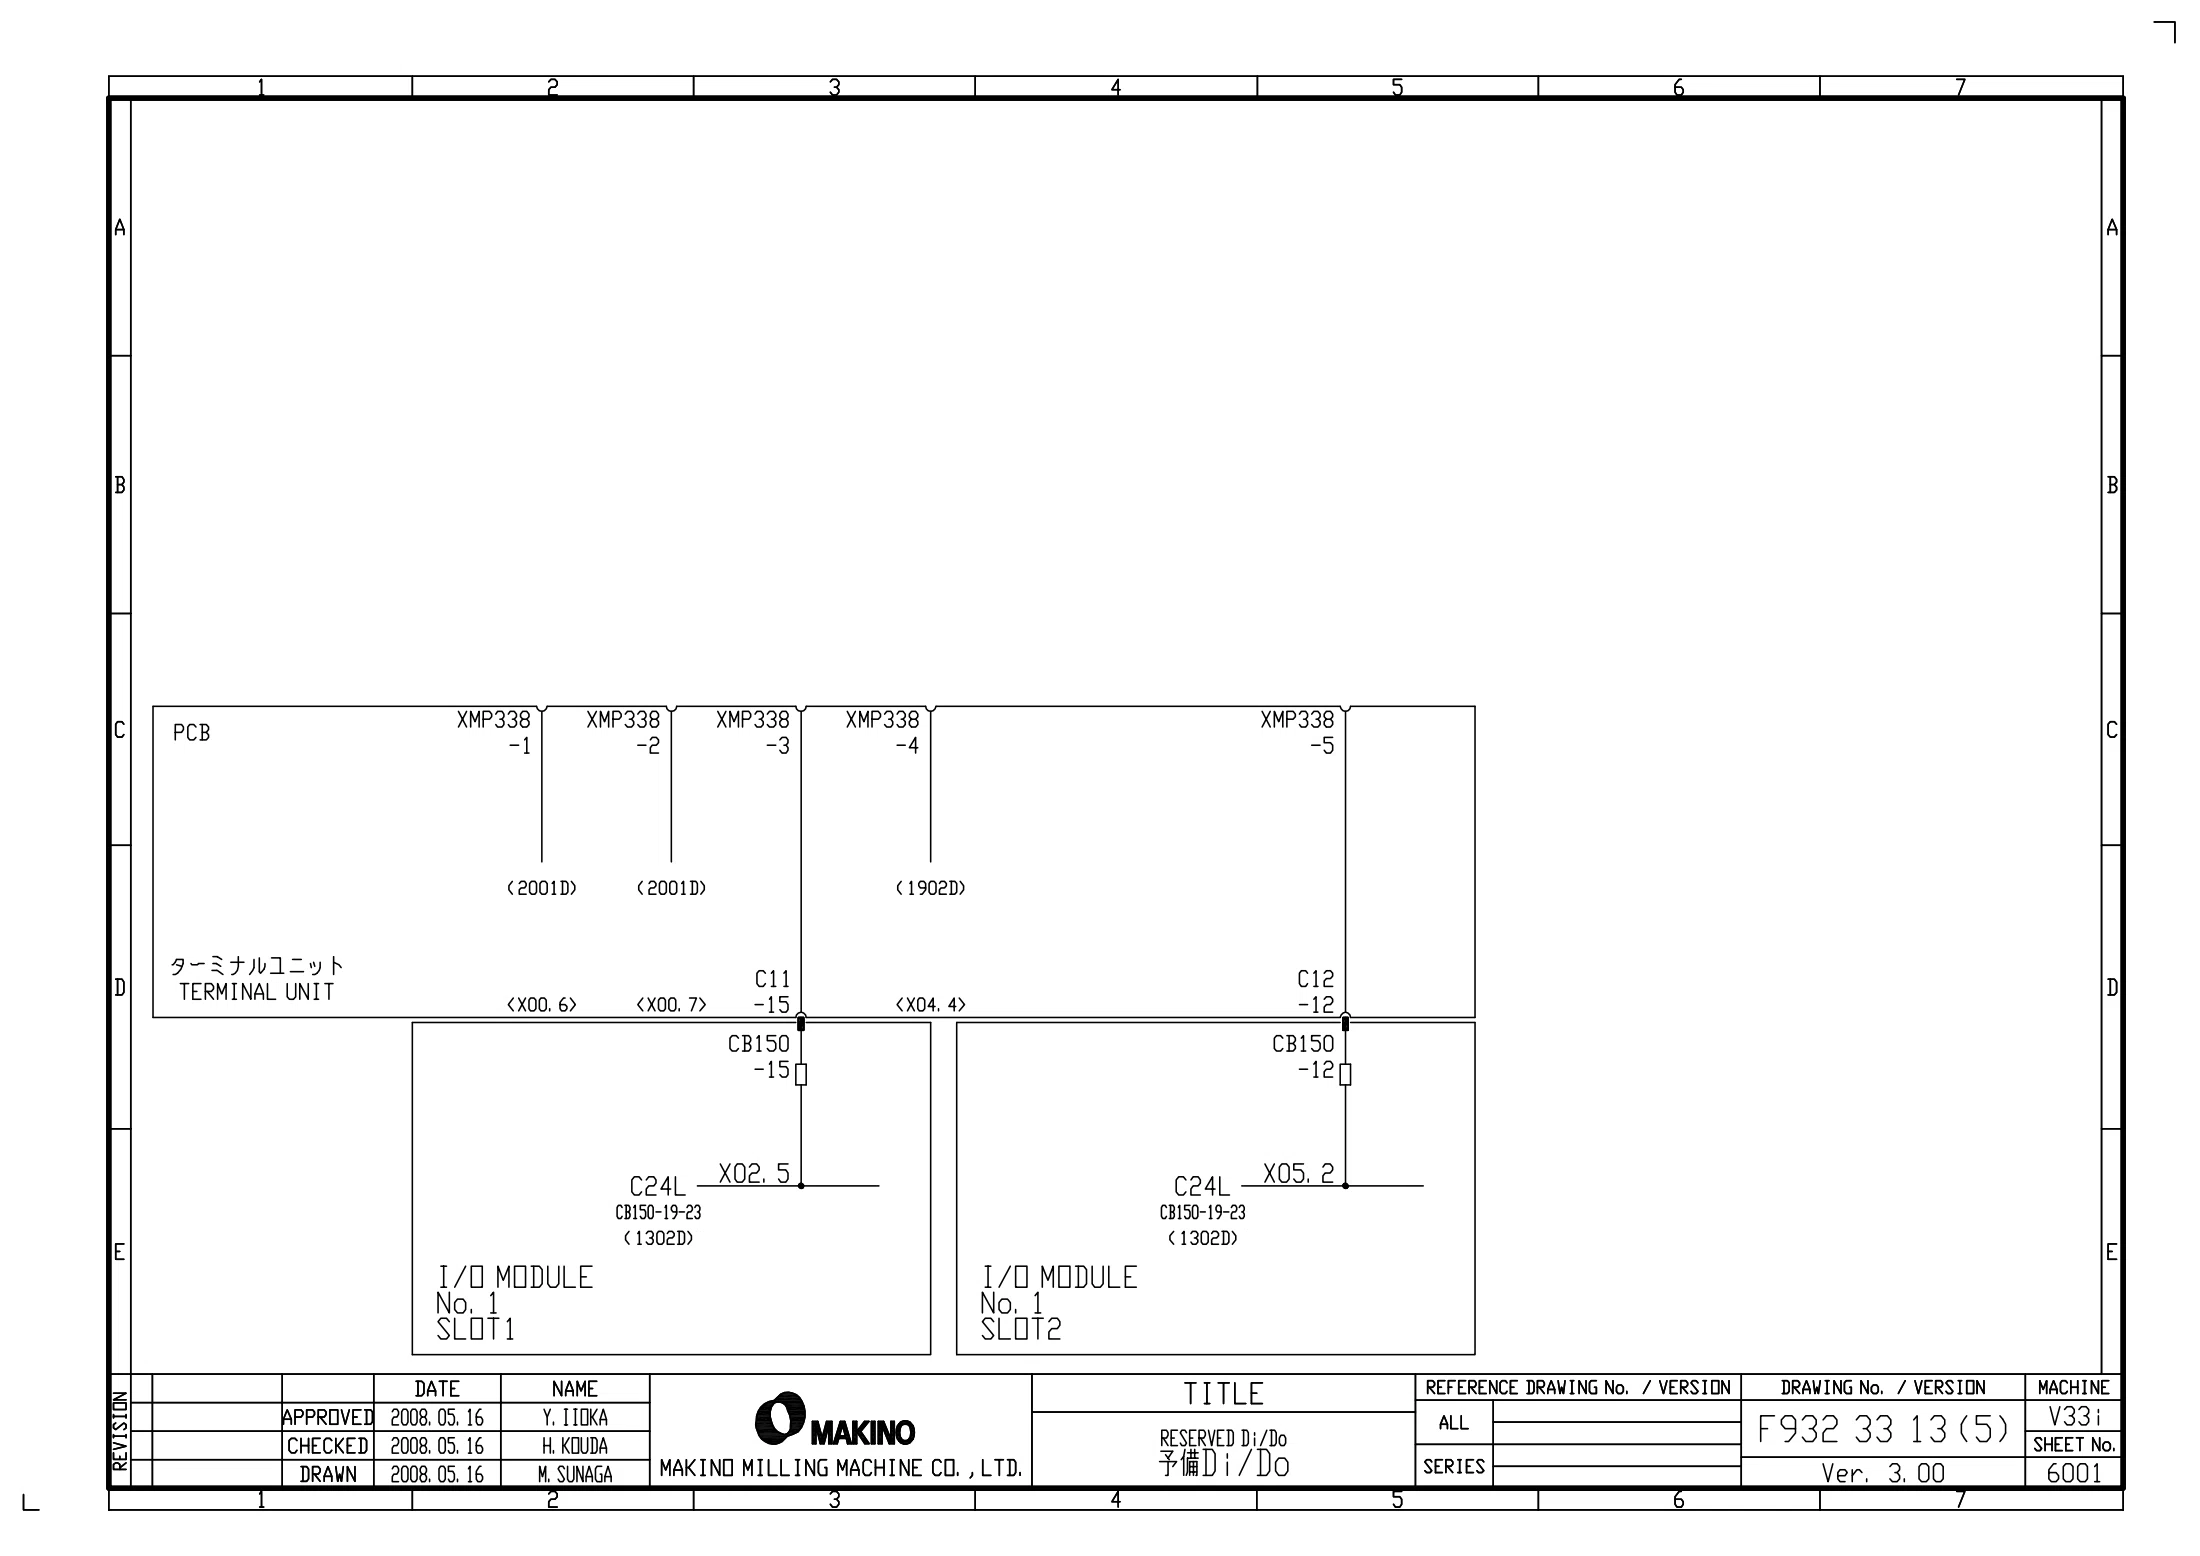 1 2 3 4 5 6 7
A A
B B
C C
D D
E E
PCB
XMP338
-1
XMP338
-2
XMP338
-3
XMP338
-4
XMP338
-5
(2001D)
(2001D)
(1902D)
ターミナルユニット
TERMINAL UNIT
<X00.6>
<X00.7>
C11
-15
<X04.4>
C12
-12
CB150
-15
X02.5
C24L
CB150-19-23
(1302D)
I/O MODULE
No.1
SLOT1
CB150
-12
X05.2
C24L
CB150-19-23
(1302D)
I/O MODULE
No.1
SLOT2
REVISION
DATE NAME
APPROVED 2008.05.16 Y.IIOKA
CHECKED 2008.05.16 H.KOUDA
DRAWN 2008.05.16 M.SUNAGA
MAKINO
MAKINO MILLING MACHINE CO.,LTD.
TITLE
RESERVED Di/Do
予備Di/Do
REFERENCE DRAWING No. / VERSION
ALL
SERIES
DRAWING No. / VERSION
F932 33 13(5)
Ver. 3.00
MACHINE
V33i
SHEET No.
6001
1 2 3 4 5 6 7